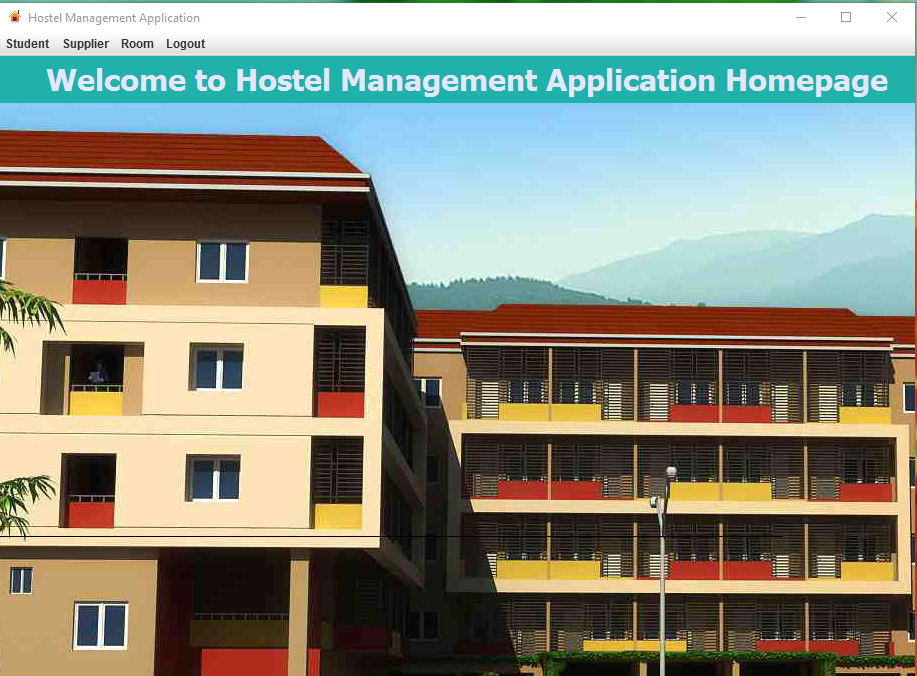 Hostel Management Application
Student Supplier Room Logout
Welcome to Hostel Management Application Homepage